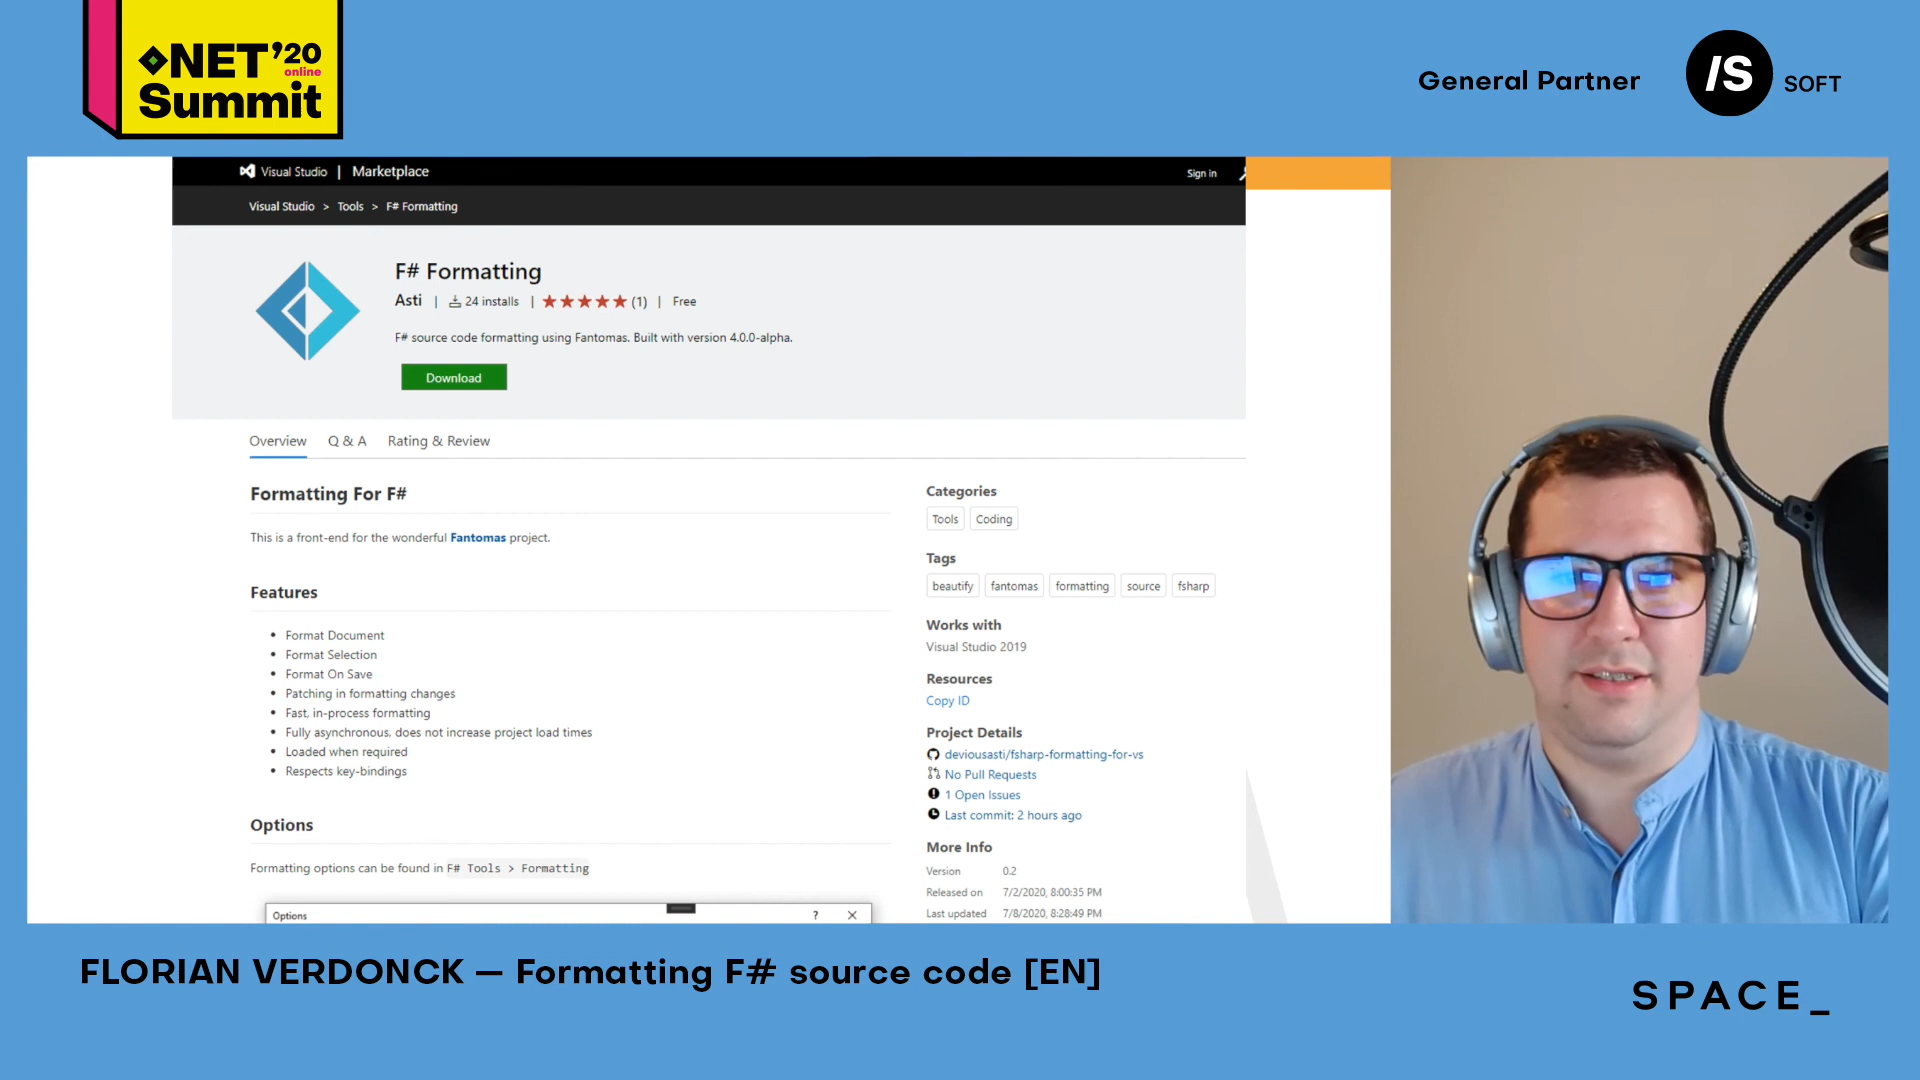 .NET'20
online
Summit
General Partner
/S SOFT
Visual Studio | Marketplace
Sign in
Visual Studio > Tools > F# Formatting
F# Formatting
Asti | 24 installs | ★★★★★ (1) | Free
F# source code formatting using Fantomas. Built with version 4.0.0-alpha.
Download
Overview Q & A Rating & Review
Formatting For F#
This is a front-end for the wonderful Fantomas project.
Features
• Format Document
• Format Selection
• Format On Save
• Patching in formatting changes
• Fast, in-process formatting
• Fully asynchronous, does not increase project load times
• Loaded when required
• Respects key-bindings
Options
Formatting options can be found in F# Tools > Formatting
Options ? ×
Categories
Tools Coding
Tags
beautify fantomas formatting source fsharp
Works with
Visual Studio 2019
Resources
Copy ID
Project Details
deviousasti/fsharp-formatting-for-vs
No Pull Requests
1 Open Issues
Last commit: 2 hours ago
More Info
Version 0.2
Released on 7/2/2020, 8:00:35 PM
Last updated 7/8/2020, 8:28:49 PM
FLORIAN VERDONCK — Formatting F# source code [EN]
SPACE_